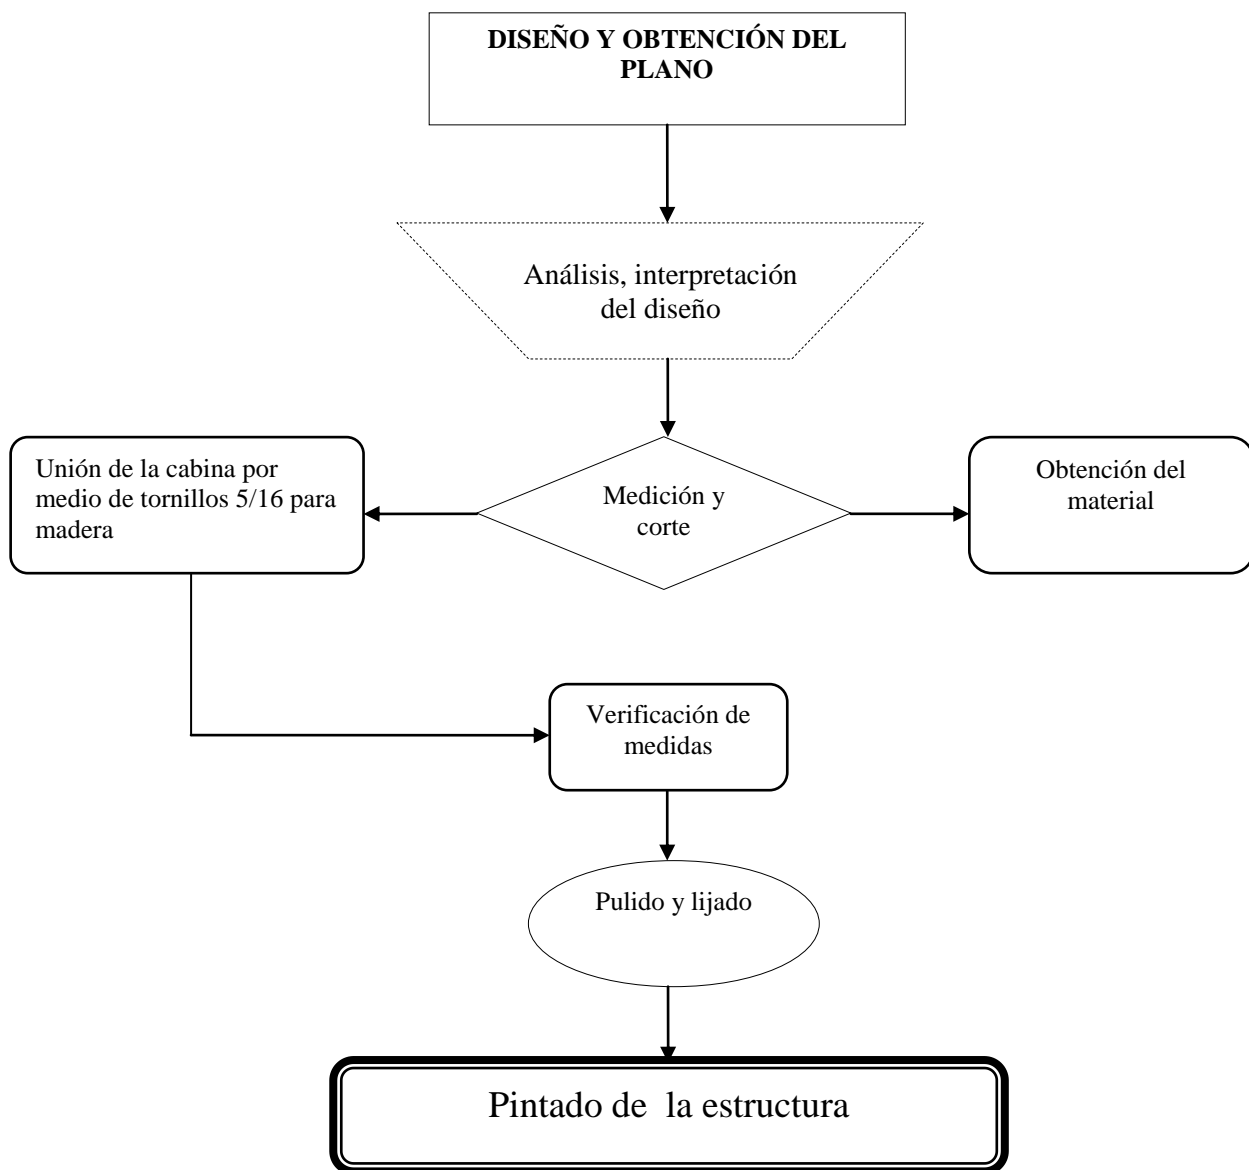 DISEÑO Y OBTENCIÓN DEL
PLANO
Análisis, interpretación
del diseño
Unión de la cabina por
medio de tornillos 5/16 para
madera
Medición y
corte
Obtención del
material
Verificación de
medidas
Pulido y lijado
Pintado de  la estructura